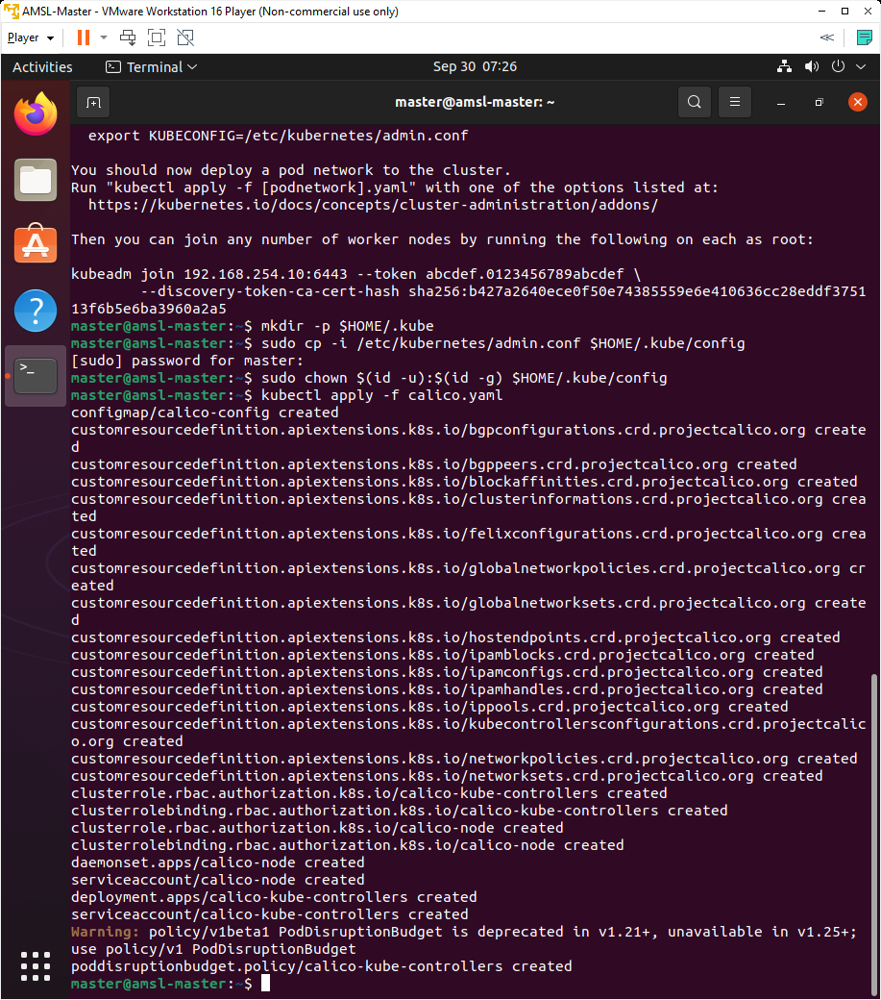 AMSL-Master - VMware Workstation 16 Player (Non-commercial use only)
Player
Activities
Terminal
Sep 30 07:26
master@amsl-master: ~
  export KUBECONFIG=/etc/kubernetes/admin.conf
You should now deploy a pod network to the cluster.
Run "kubectl apply -f [podnetwork].yaml" with one of the options listed at:
  https://kubernetes.io/docs/concepts/cluster-administration/addons/
Then you can join any number of worker nodes by running the following on each as root:
kubeadm join 192.168.254.10:6443 --token abcdef.0123456789abcdef \
        --discovery-token-ca-cert-hash sha256:b427a2640ece0f50e74385559e6e410636cc28eddf3751
13f6b5e6ba3960a2a5
master@amsl-master:~$ mkdir -p $HOME/.kube
master@amsl-master:~$ sudo cp -i /etc/kubernetes/admin.conf $HOME/.kube/config
[sudo] password for master:
master@amsl-master:~$ sudo chown $(id -u):$(id -g) $HOME/.kube/config
master@amsl-master:~$ kubectl apply -f calico.yaml
configmap/calico-config created
customresourcedefinition.apiextensions.k8s.io/bgpconfigurations.crd.projectcalico.org create
d
customresourcedefinition.apiextensions.k8s.io/bgppeers.crd.projectcalico.org created
customresourcedefinition.apiextensions.k8s.io/blockaffinities.crd.projectcalico.org created
customresourcedefinition.apiextensions.k8s.io/clusterinformations.crd.projectcalico.org crea
ted
customresourcedefinition.apiextensions.k8s.io/felixconfigurations.crd.projectcalico.org crea
ted
customresourcedefinition.apiextensions.k8s.io/globalnetworkpolicies.crd.projectcalico.org cr
eated
customresourcedefinition.apiextensions.k8s.io/globalnetworksets.crd.projectcalico.org create
d
customresourcedefinition.apiextensions.k8s.io/hostendpoints.crd.projectcalico.org created
customresourcedefinition.apiextensions.k8s.io/ipamblocks.crd.projectcalico.org created
customresourcedefinition.apiextensions.k8s.io/ipamconfigs.crd.projectcalico.org created
customresourcedefinition.apiextensions.k8s.io/ipamhandles.crd.projectcalico.org created
customresourcedefinition.apiextensions.k8s.io/ippools.crd.projectcalico.org created
customresourcedefinition.apiextensions.k8s.io/kubecontrollersconfigurations.crd.projectcalic
o.org created
customresourcedefinition.apiextensions.k8s.io/networkpolicies.crd.projectcalico.org created
customresourcedefinition.apiextensions.k8s.io/networksets.crd.projectcalico.org created
clusterrole.rbac.authorization.k8s.io/calico-kube-controllers created
clusterrolebinding.rbac.authorization.k8s.io/calico-kube-controllers created
clusterrole.rbac.authorization.k8s.io/calico-node created
clusterrolebinding.rbac.authorization.k8s.io/calico-node created
daemonset.apps/calico-node created
serviceaccount/calico-node created
deployment.apps/calico-kube-controllers created
serviceaccount/calico-kube-controllers created
Warning: policy/v1beta1 PodDisruptionBudget is deprecated in v1.21+, unavailable in v1.25+;
use policy/v1 PodDisruptionBudget
poddisruptionbudget.policy/calico-kube-controllers created
master@amsl-master:~$